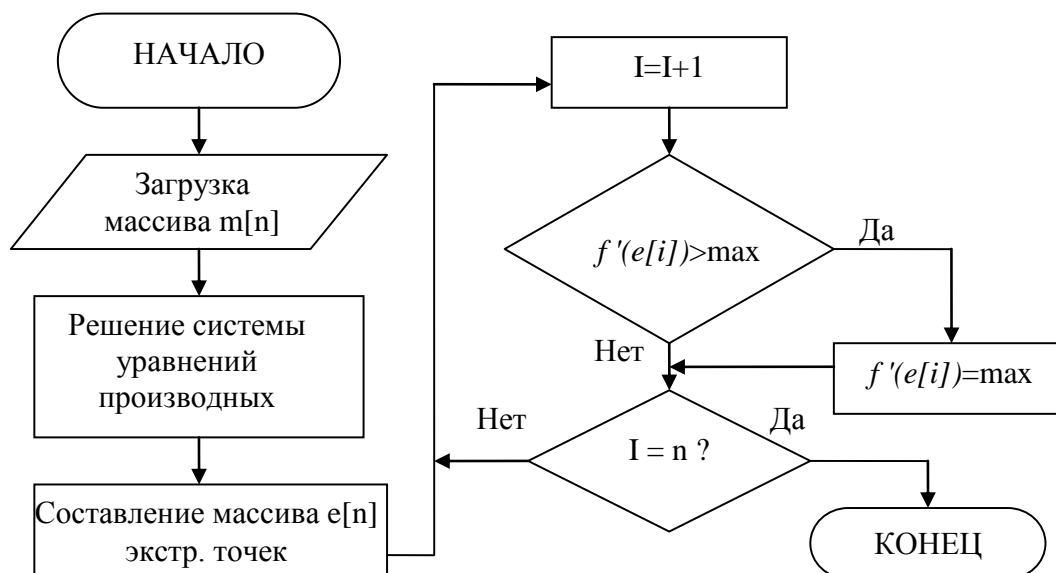 НАЧАЛО
Загрузка
массива m[n]
Решение системы
уравнений
производных
Составление массива e[n]
экстр. точек
I=I+1
f '(e[i])>max
Да
Нет
f '(e[i])=max
I = n ?
Нет
Да
КОНЕЦ